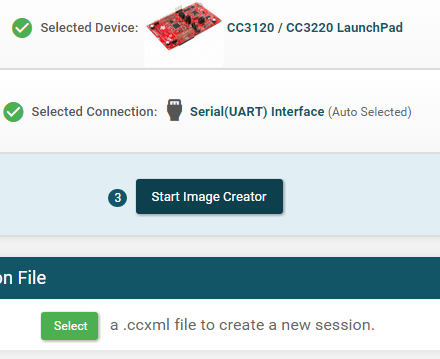 Selected Device: CC3120 / CC3220 LaunchPad
Selected Connection: Serial(UART) Interface (Auto Selected)
3 Start Image Creator
on File
Select a .ccxml file to create a new session.